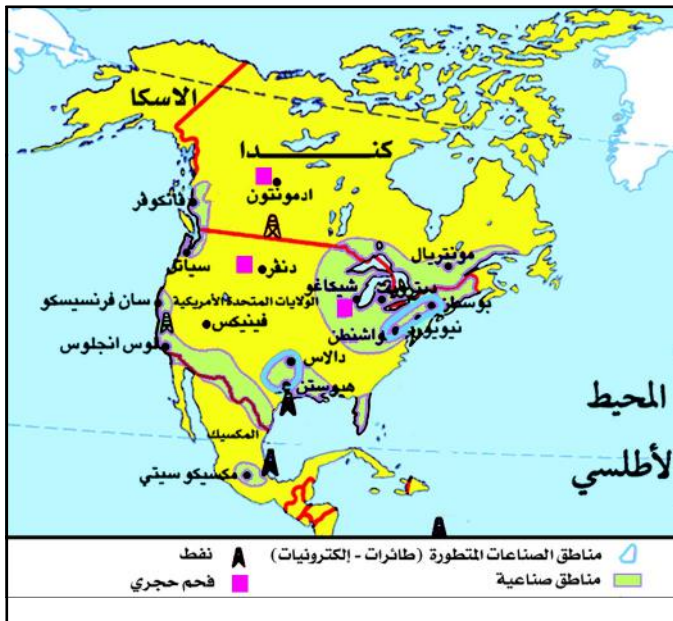 الاسكا
كنـــــــدا
ادمونتون
فانكوفر
مونتريال
سياتل
دنفر
شيكاغو
بوسطن
سان فرنسيسكو
الولايات المتحدة الأمريكية
نيويورك
واشنطن
فينيكس
لوس انجلوس
دالاس
هيوستن
المحيط
الأطلسي
المكسيك
مكسيكو سيتي
مناطق الصناعات المتطورة (طائرات - إلكترونيات)
نفط
مناطق صناعية
فحم حجري